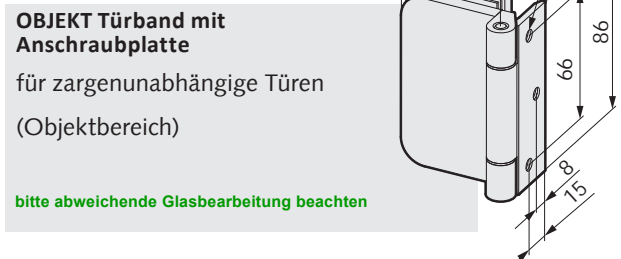 OBJEKT Türband mit
Anschraubplatte
für zargenunabhängige Türen
(Objektbereich)
bitte abweichende Glasbearbeitung beachten
66
86
8
15